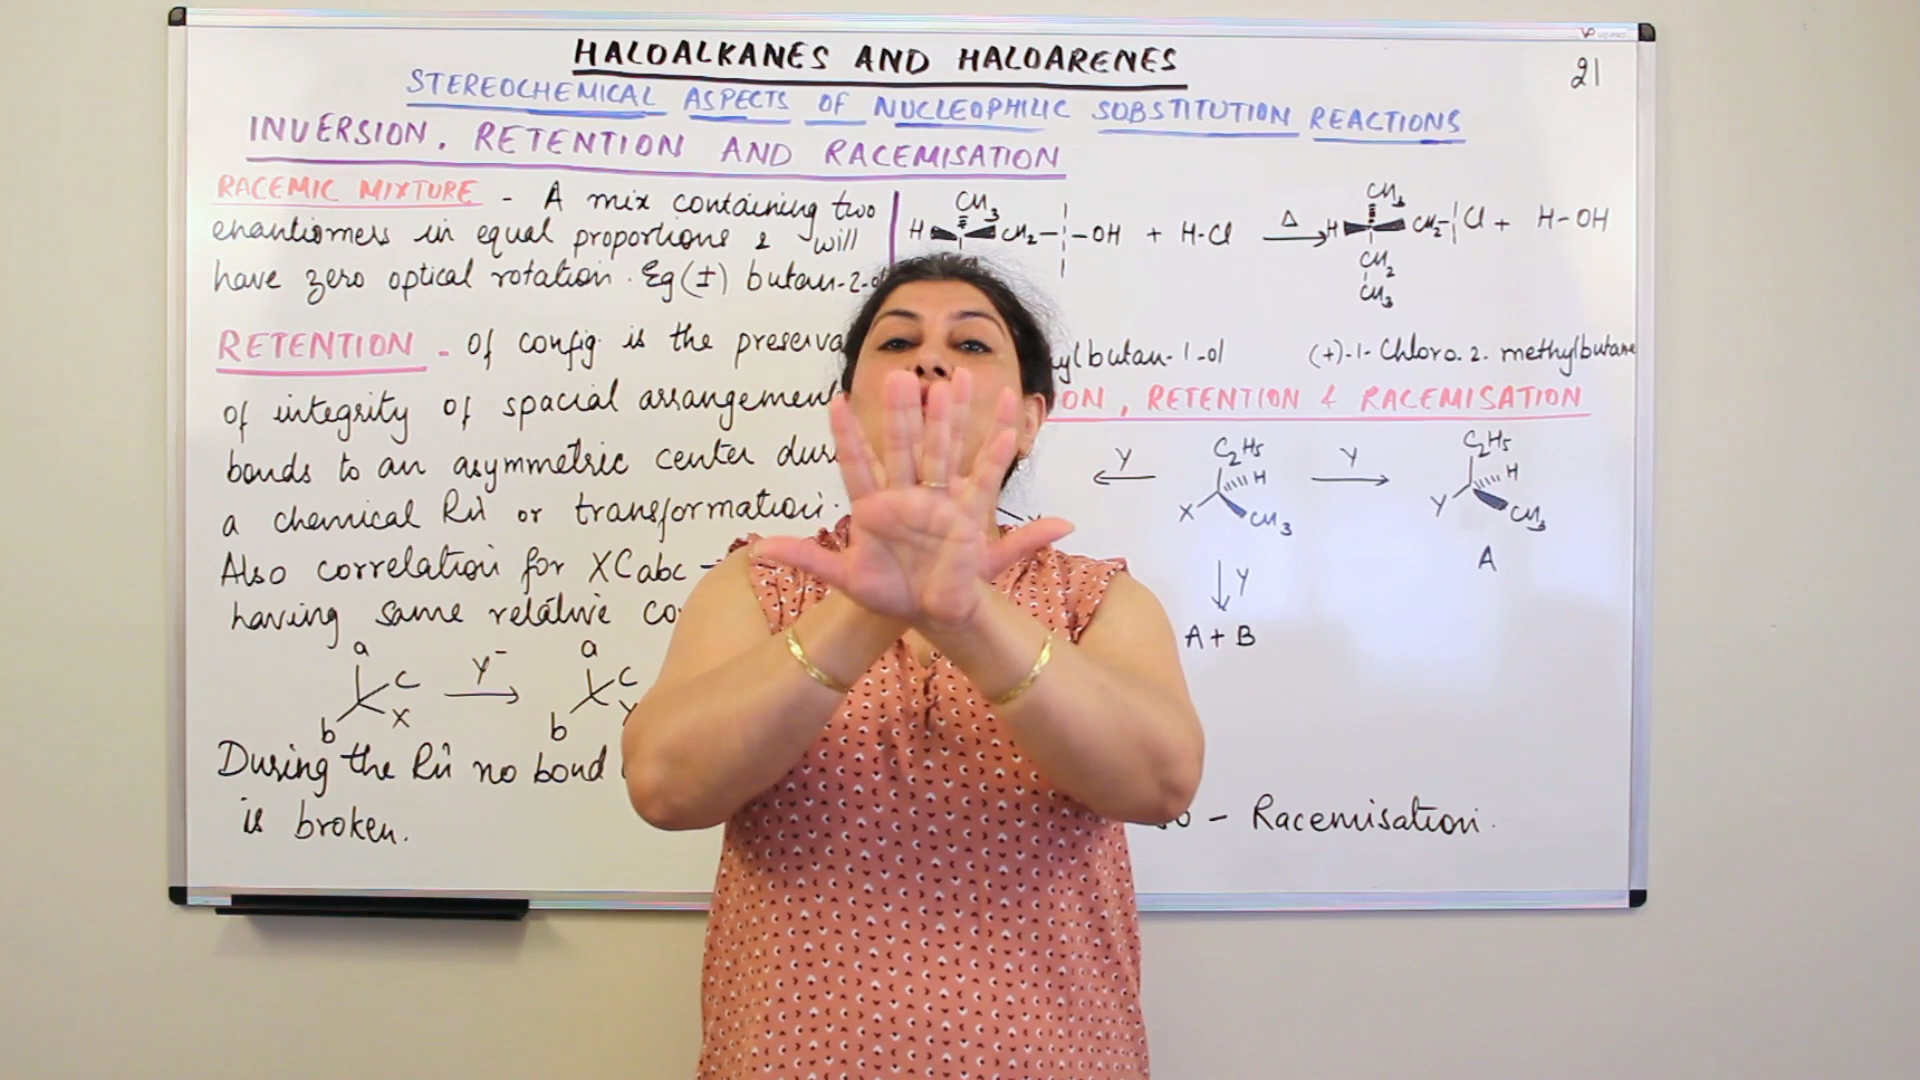 HALOALKANES AND HALOARENES
21
STEREOCHEMICAL ASPECTS OF NUCLEOPHILIC SUBSTITUTION REACTIONS
INVERSION, RETENTION AND RACEMISATION
RACEMIC MIXTURE - A mix containing two
enantiomers in equal proportions & will
have zero optical rotation. Eg (±) butan-2-
RETENTION - Of config. is the preserva
of integrity of spacial arrangement
bonds to an asymmetric center
a chemical Rxn or transformation.
Also correlation for XCabc
having same relative co
a
c
b
X
Y⁻
a
c
b
During the Rxn no bond
is broken.
CH₃
H
CH₂-|-OH + H-Cl
Δ
CH₃
H
CH₂-|Cl + H-OH
CH₂
CH₃
ylbutan-1-ol
(+)-1-Chloro-2-methylbutane
ION, RETENTION & RACEMISATION
Y
C₂H₅
H
X
CH₃
Y
C₂H₅
H
Y
CH₃
A
Y
A + B
- Racemisation.